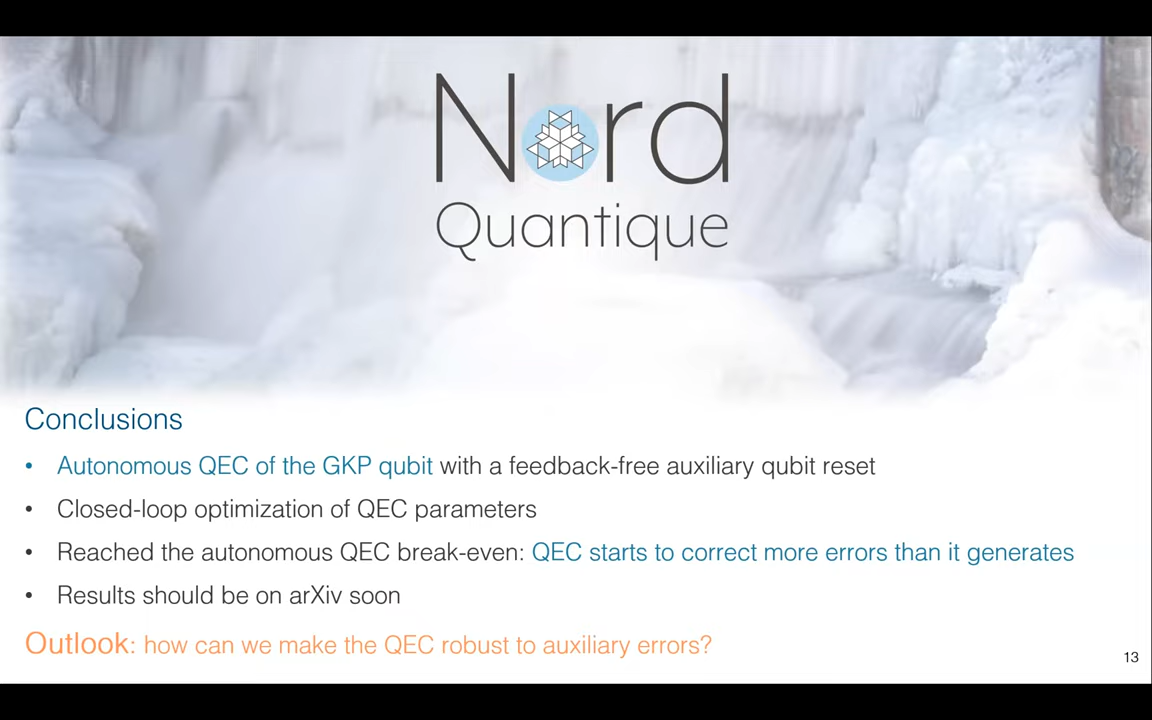 Nord
Quantique
Conclusions
• Autonomous QEC of the GKP qubit with a feedback-free auxiliary qubit reset
• Closed-loop optimization of QEC parameters
• Reached the autonomous QEC break-even: QEC starts to correct more errors than it generates
• Results should be on arXiv soon
Outlook: how can we make the QEC robust to auxiliary errors?
13